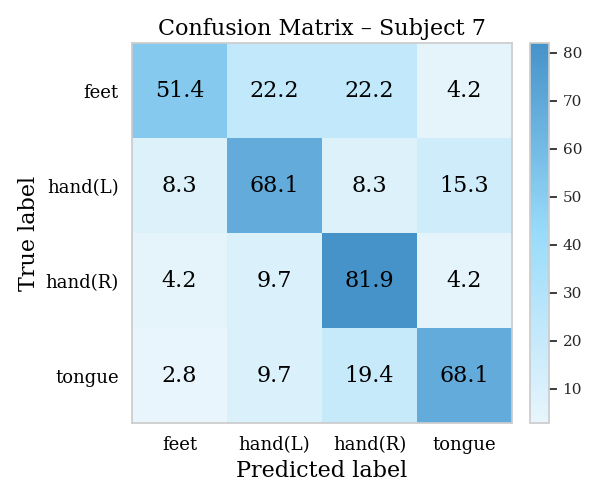 Confusion Matrix – Subject 7
True label
feet 51.4 22.2 22.2 4.2
hand(L) 8.3 68.1 8.3 15.3
hand(R) 4.2 9.7 81.9 4.2
tongue 2.8 9.7 19.4 68.1
feet hand(L) hand(R) tongue
Predicted label
80
70
60
50
40
30
20
10